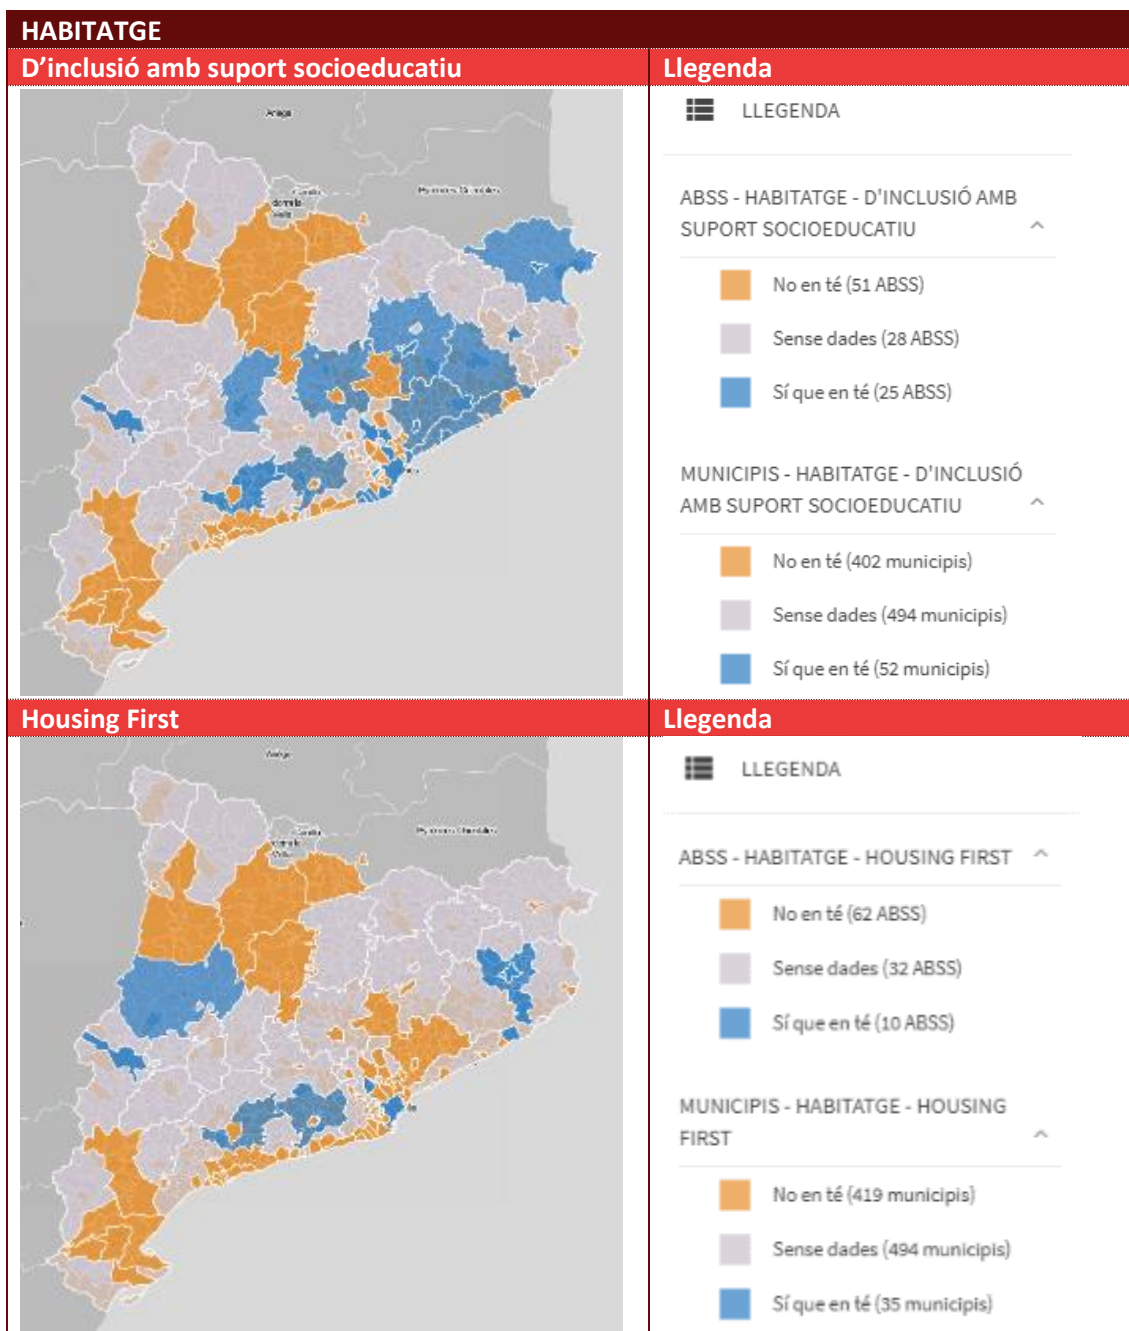 HABITATGE
D'inclusió amb suport socioeducatiu
Llegenda
LLEGENDA
ABSS - HABITATGE - D'INCLUSIÓ AMB
SUPORT SOCIOEDUCATIU
No en té (51 ABSS)
Sense dades (28 ABSS)
Sí que en té (25 ABSS)
MUNICIPIS - HABITATGE - D'INCLUSIÓ
AMB SUPORT SOCIOEDUCATIU
No en té (402 municipis)
Sense dades (494 municipis)
Sí que en té (52 municipis)
Housing First
Llegenda
LLEGENDA
ABSS - HABITATGE - HOUSING FIRST
No en té (62 ABSS)
Sense dades (32 ABSS)
Sí que en té (10 ABSS)
MUNICIPIS - HABITATGE - HOUSING
FIRST
No en té (419 municipis)
Sense dades (494 municipis)
Sí que en té (35 municipis)